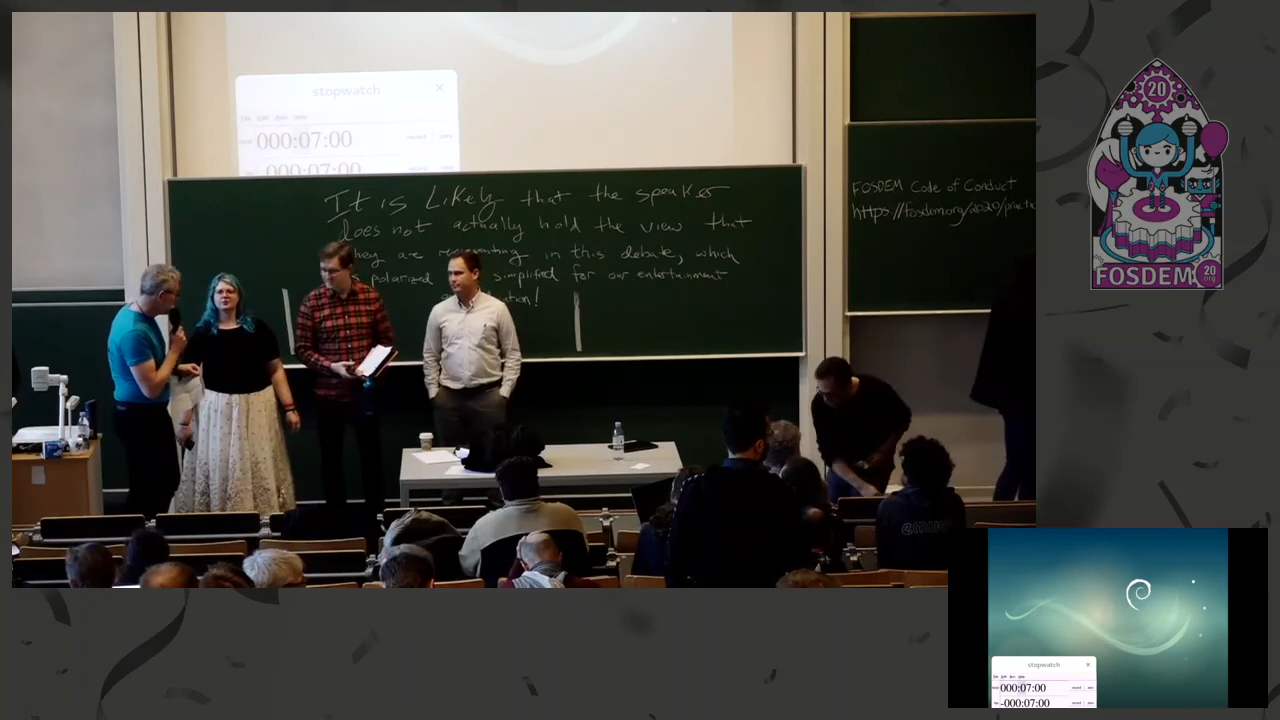 stopwatch
000:07:00
000:07:00
It is Likely that the speaker
does not actually hold the view that
they are representing in this debate, which
polarized simplified for our entertainment
FOSDEM Code of Conduct
https://fosdem.org/2020/practi
20
FOSDEM
20
.org
stopwatch
000:07:00
-000:07:00